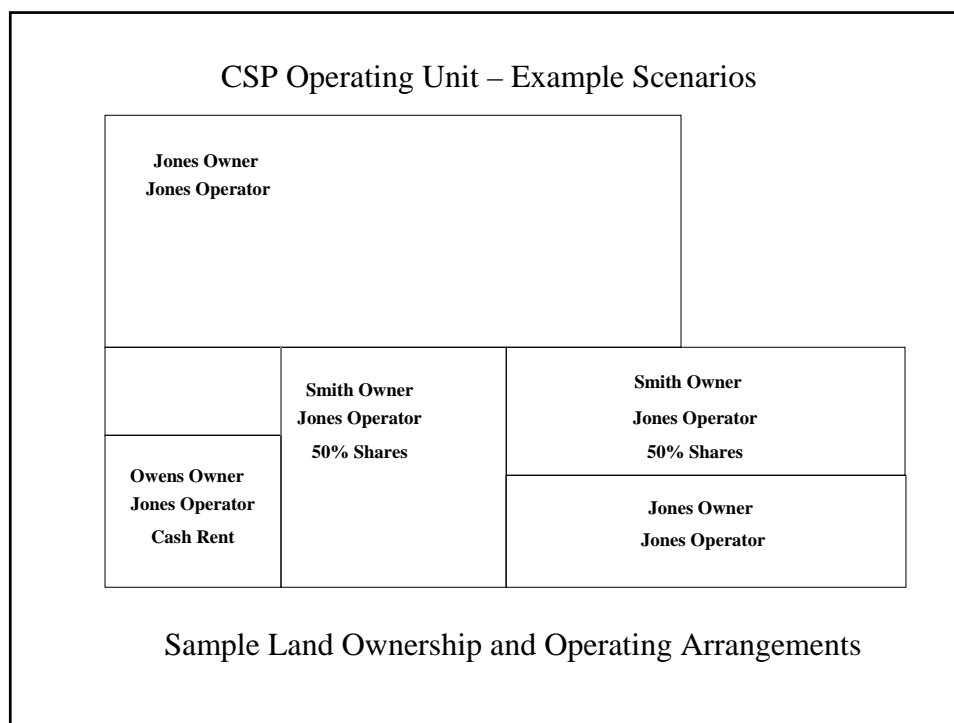 CSP Operating Unit – Example Scenarios
Jones Owner
Jones Operator
Smith Owner
Jones Operator
50% Shares
Smith Owner
Jones Operator
50% Shares
Owens Owner
Jones Operator
Cash Rent
Jones Owner
Jones Operator
Sample Land Ownership and Operating Arrangements